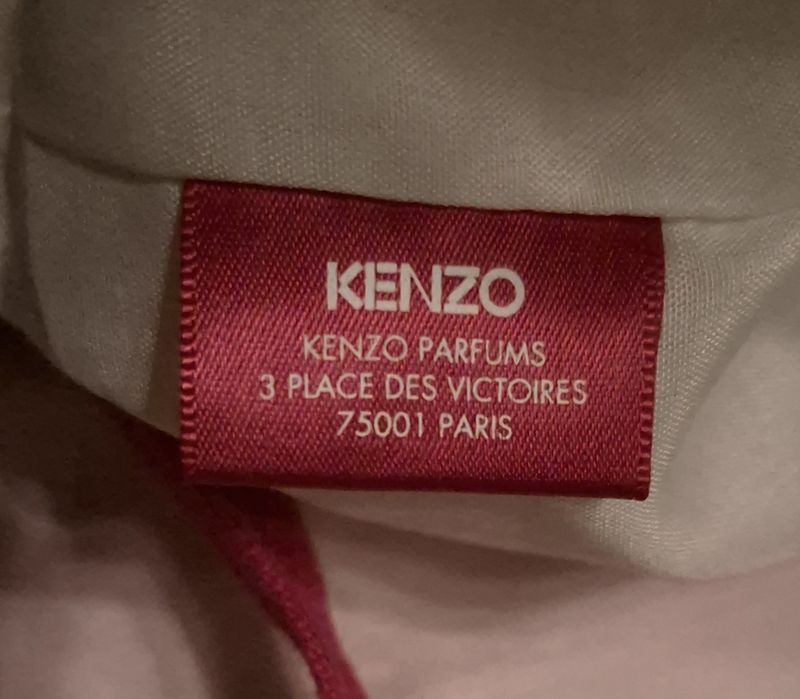 KENZO
KENZO PARFUMS
3 PLACE DES VICTOIRES
75001 PARIS